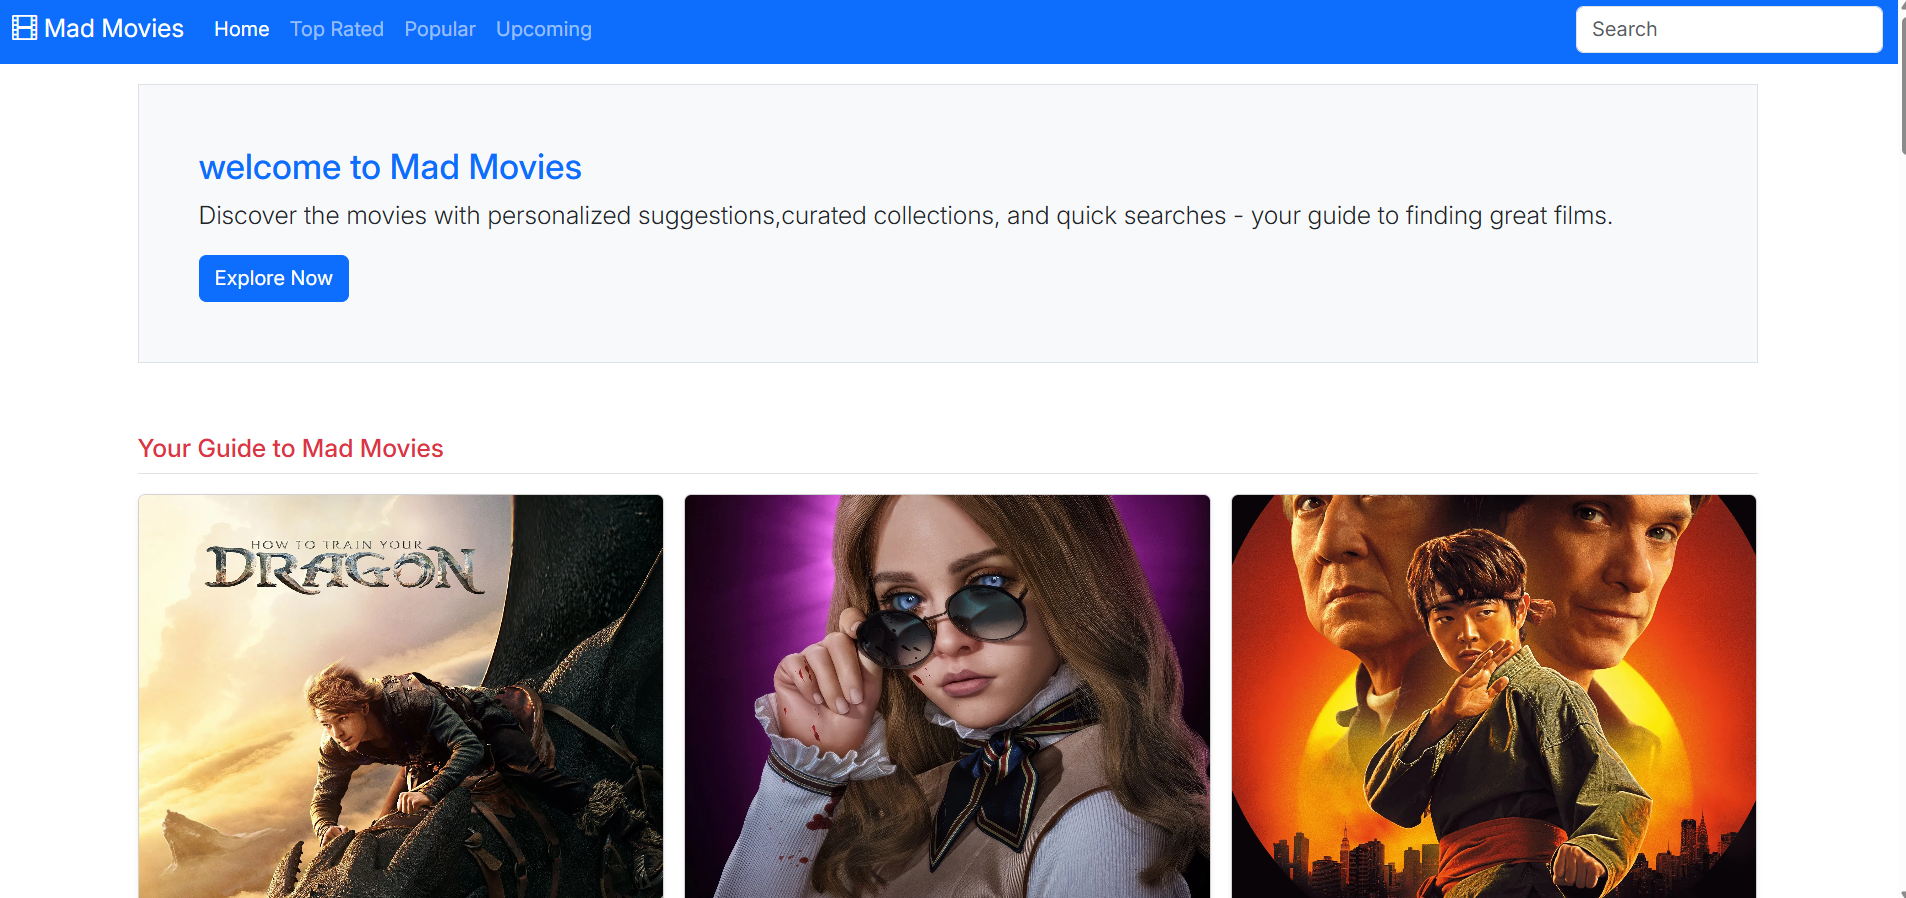 Mad Movies Home Top Rated Popular Upcoming Search
welcome to Mad Movies
Discover the movies with personalized suggestions,curated collections, and quick searches - your guide to finding great films.
Explore Now
Your Guide to Mad Movies
HOW TO TRAIN YOUR
DRAGON